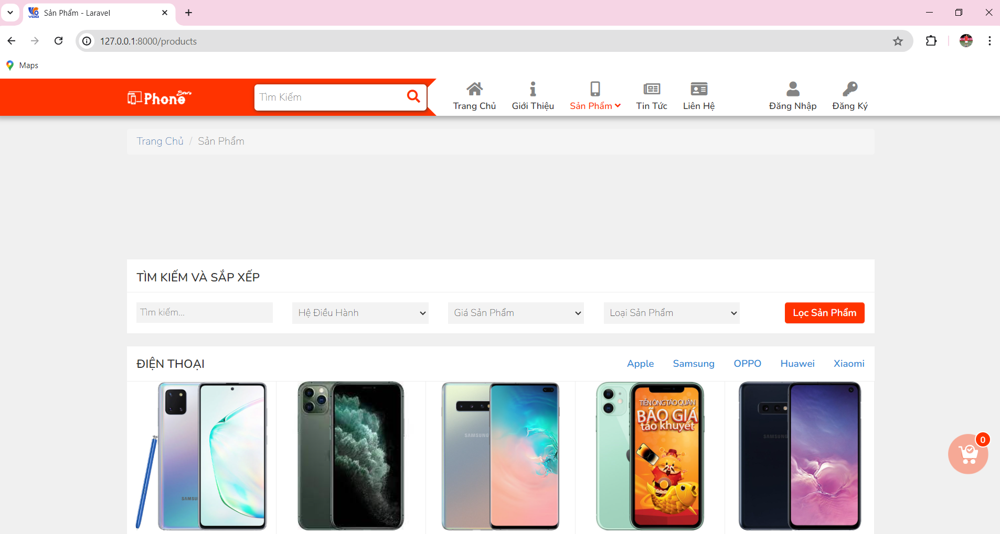 Sản Phẩm - Laravel
127.0.0.1:8000/products
Maps
Phone Store
Tìm Kiếm
Trang Chủ
Giới Thiệu
Sản Phẩm
Tin Tức
Liên Hệ
Đăng Nhập
Đăng Ký
Trang Chủ / Sản Phẩm
TÌM KIẾM VÀ SẮP XẾP
Tìm kiếm...
Hệ Điều Hành
Giá Sản Phẩm
Loại Sản Phẩm
Lọc Sản Phẩm
ĐIỆN THOẠI
Apple
Samsung
OPPO
Huawei
Xiaomi
SAMSU
SAMSUNG
TIỄN ÔNG TÁO QUÂN
BÃO GIÁ
táo khuyết
SAMSUNG
0